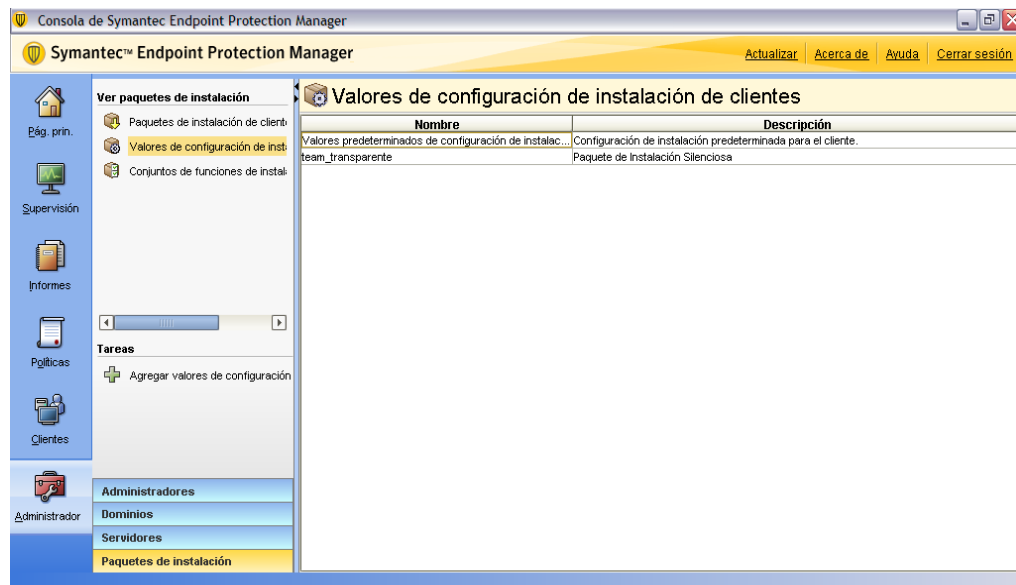 Consola de Symantec Endpoint Protection Manager
Symantec™ Endpoint Protection Manager
Actualizar Acerca de Ayuda Cerrar sesión
Pág. prin.
Supervisión
Informes
Políticas
Clientes
Administrador
Ver paquetes de instalación
Paquetes de instalación de client
Valores de configuración de inst
Conjuntos de funciones de instal
Tareas
Agregar valores de configuración
Administradores
Dominios
Servidores
Paquetes de instalación
Valores de configuración de instalación de clientes
Nombre Descripción
Valores predeterminados de configuración de instalac... Configuración de instalación predeterminada para el cliente.
team_transparente Paquete de Instalación Silenciosa